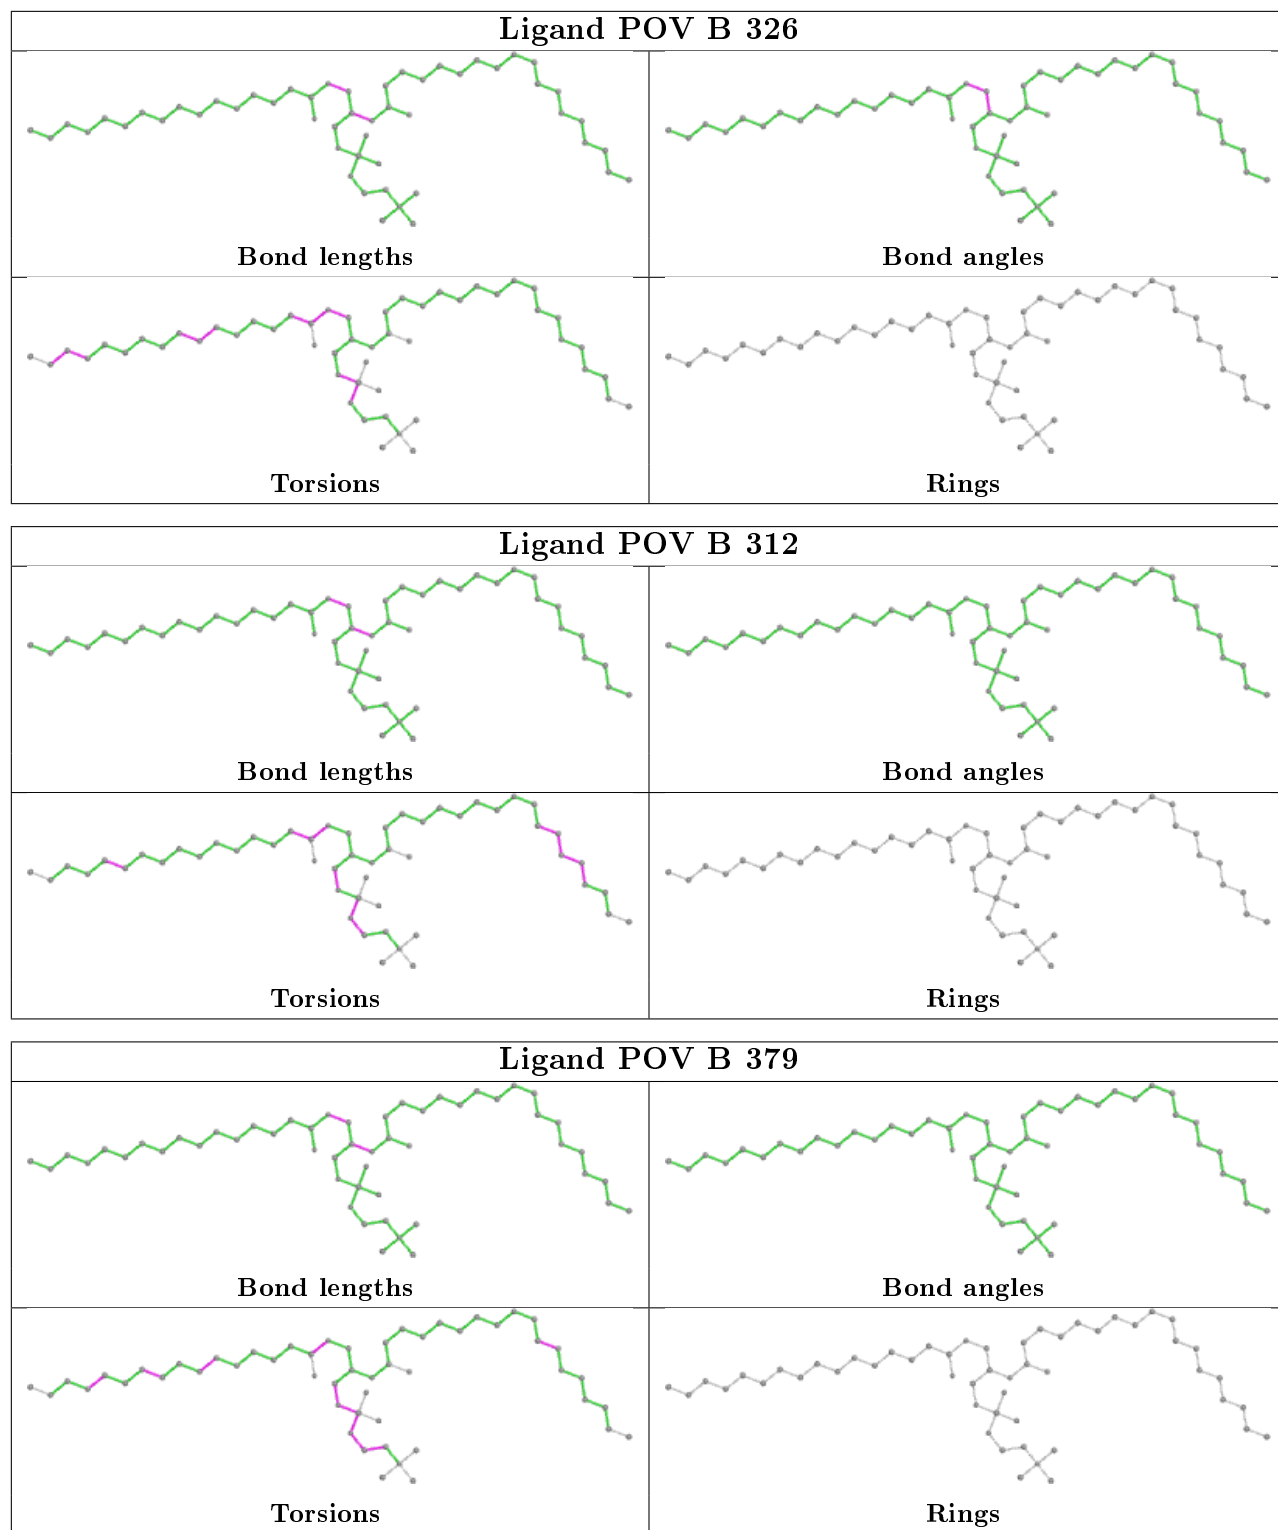 Ligand POV B 326
Bond lengths
Bond angles
Torsions
Rings
Ligand POV B 312
Bond lengths
Bond angles
Torsions
Rings
Ligand POV B 379
Bond lengths
Bond angles
Torsions
Rings